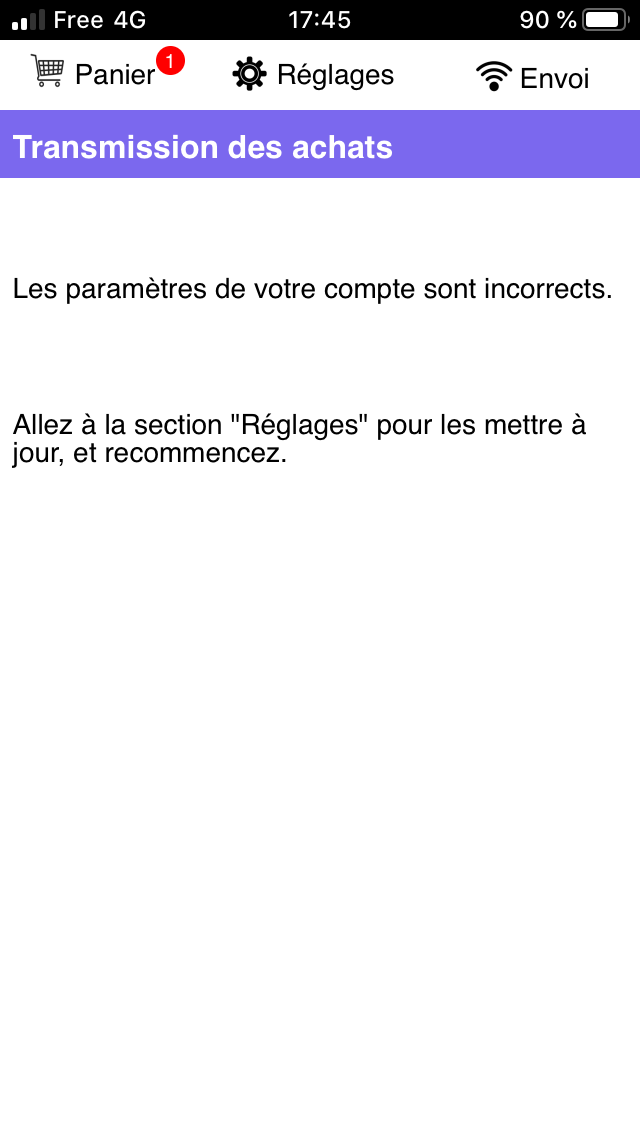 Free 4G 17:45 90 %
Panier 1 Réglages Envoi
Transmission des achats
Les paramètres de votre compte sont incorrects.
Allez à la section "Réglages" pour les mettre à
jour, et recommencez.